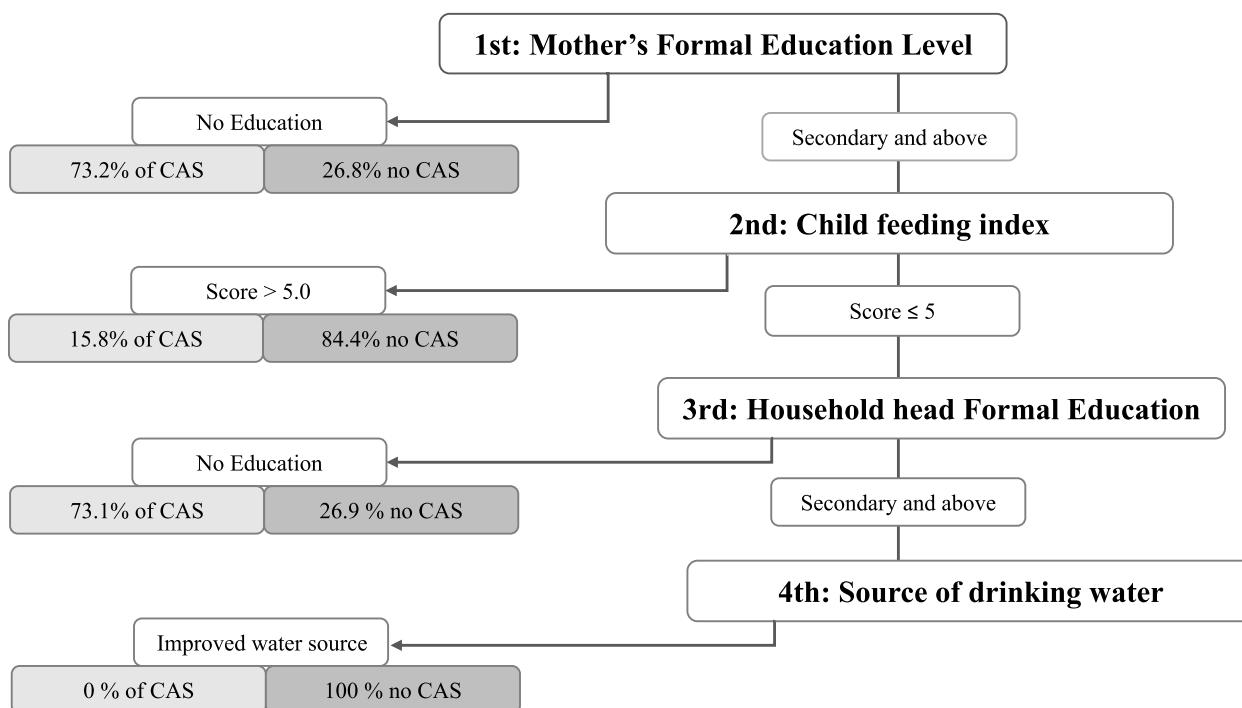 1st: Mother’s Formal Education Level
No Education
73.2% of CAS
26.8% no CAS
Secondary and above
2nd: Child feeding index
Score > 5.0
15.8% of CAS
84.4% no CAS
Score ≤ 5
3rd: Household head Formal Education
No Education
73.1% of CAS
26.9 % no CAS
Secondary and above
4th: Source of drinking water
Improved water source
0 % of CAS
100 % no CAS